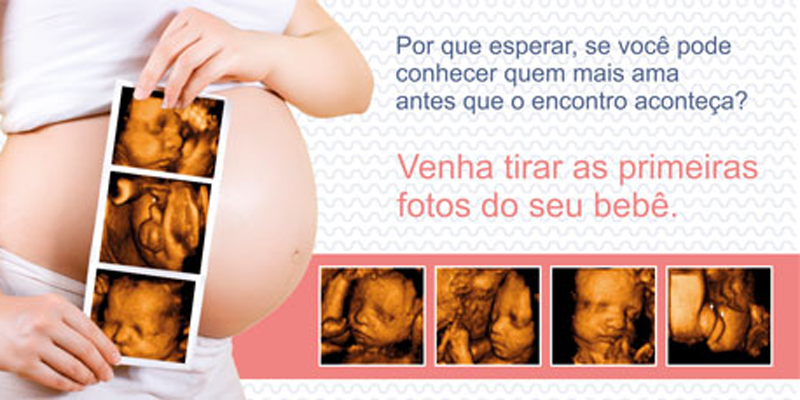 Por que esperar, se você pode
conhecer quem mais ama
antes que o encontro aconteça?
Venha tirar as primeiras
fotos do seu bebê.